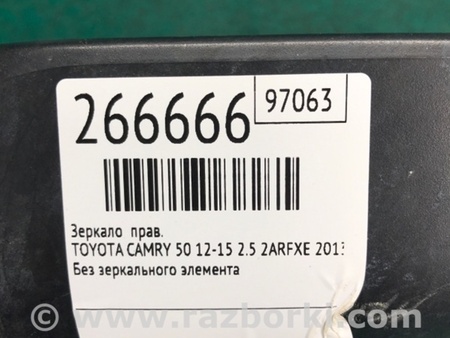 266666
97063
Зеркало прав.
TOYOTA CAMRY 50 12-15 2.5 2ARFXE 2013
Без зеркального элемента
© www.razborki.com